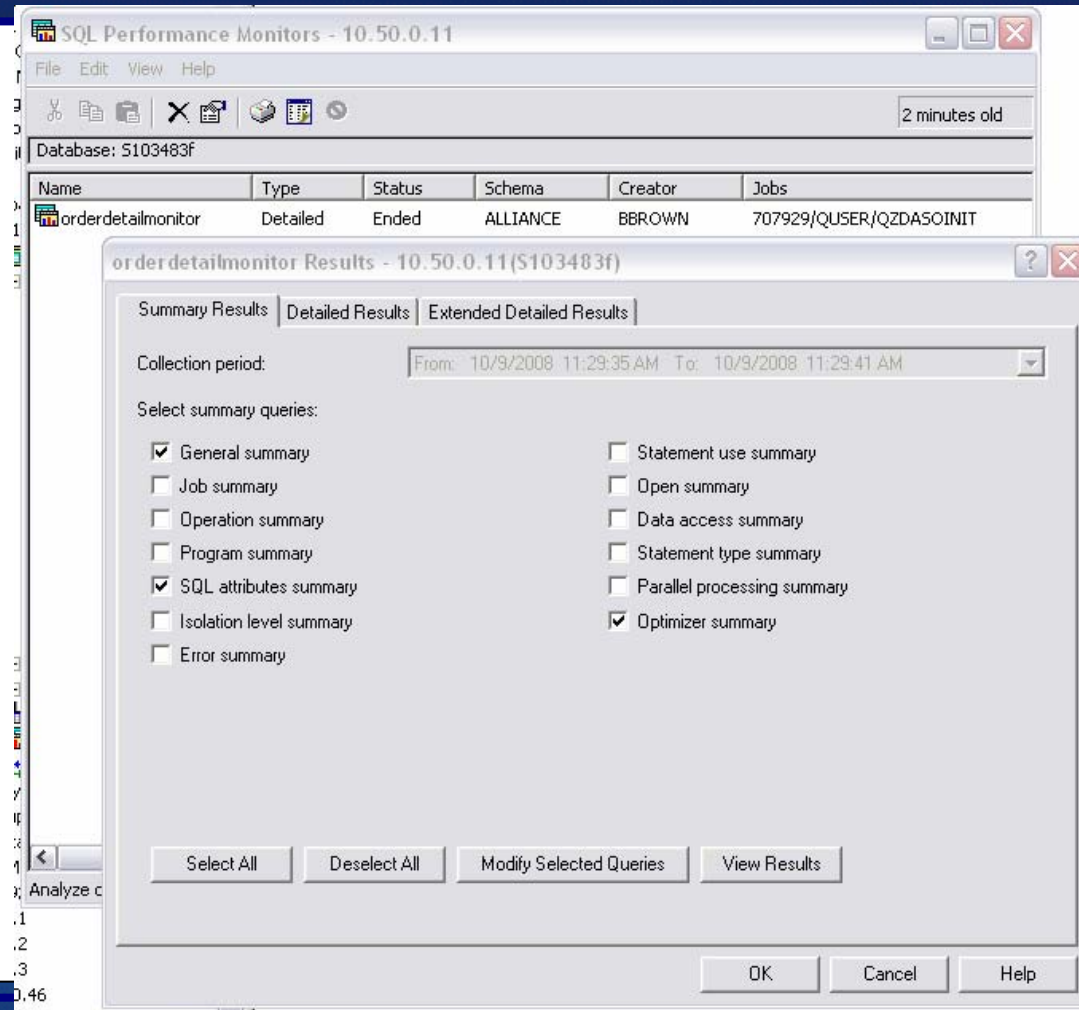 SQL Performance Monitors - 10.50.0.11
File Edit View Help
2 minutes old
Database: S103483f
Name Type Status Schema Creator Jobs
orderdetailmonitor Detailed Ended ALLIANCE BBROWN 707929/QUSER/QZDASOINIT
orderdetailmonitor Results - 10.50.0.11(S103483f)
Summary Results Detailed Results Extended Detailed Results
Collection period: From: 10/9/2008 11:29:35 AM To: 10/9/2008 11:29:41 AM
Select summary queries:
General summary Statement use summary
Job summary Open summary
Operation summary Data access summary
Program summary Statement type summary
SQL attributes summary Parallel processing summary
Isolation level summary Optimizer summary
Error summary
Select All Deselect All Modify Selected Queries View Results
Analyze
.1
.2
.3
0.46
OK Cancel Help